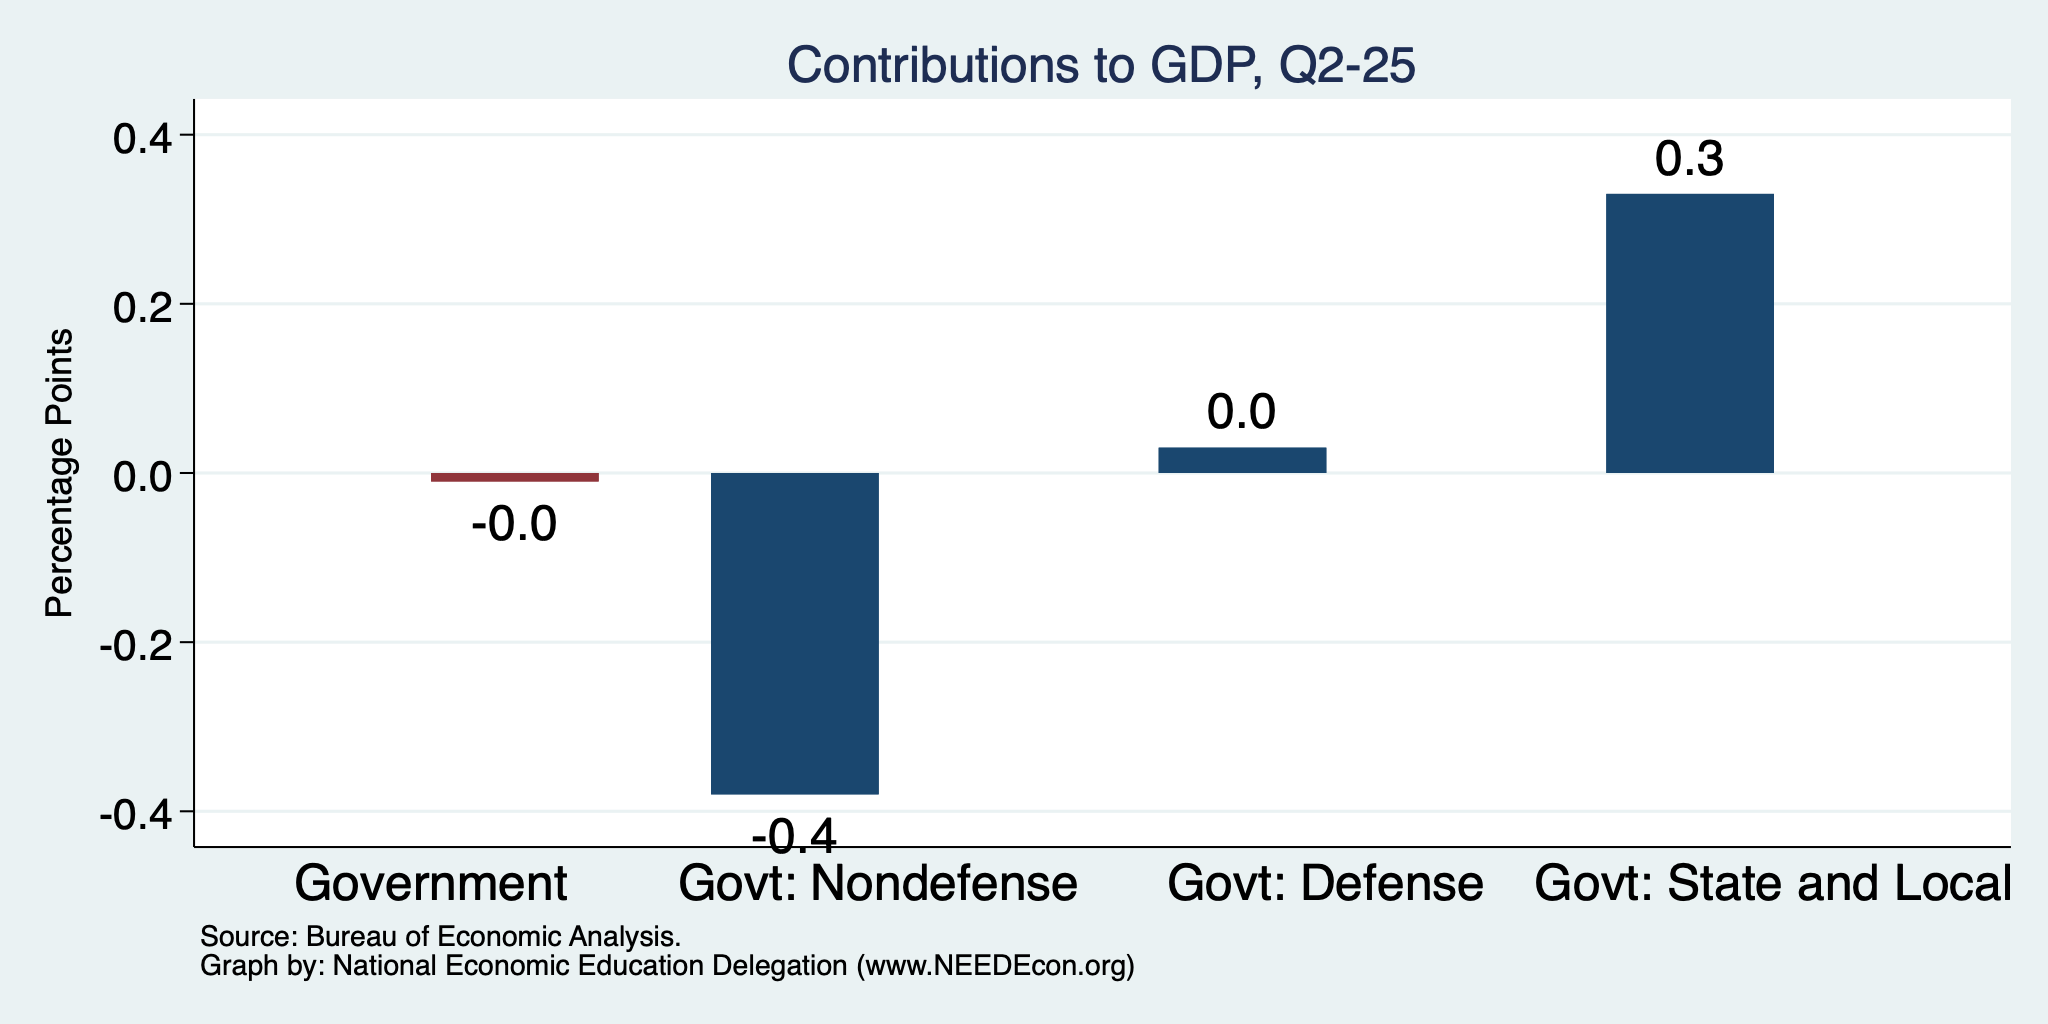 Contributions to GDP, Q2-25
Percentage Points
0.4
0.2
0.0
-0.2
-0.4
-0.0
-0.4
0.0
0.3
Government
Govt: Nondefense
Govt: Defense
Govt: State and Local
Source: Bureau of Economic Analysis.
Graph by: National Economic Education Delegation (www.NEEDEcon.org)